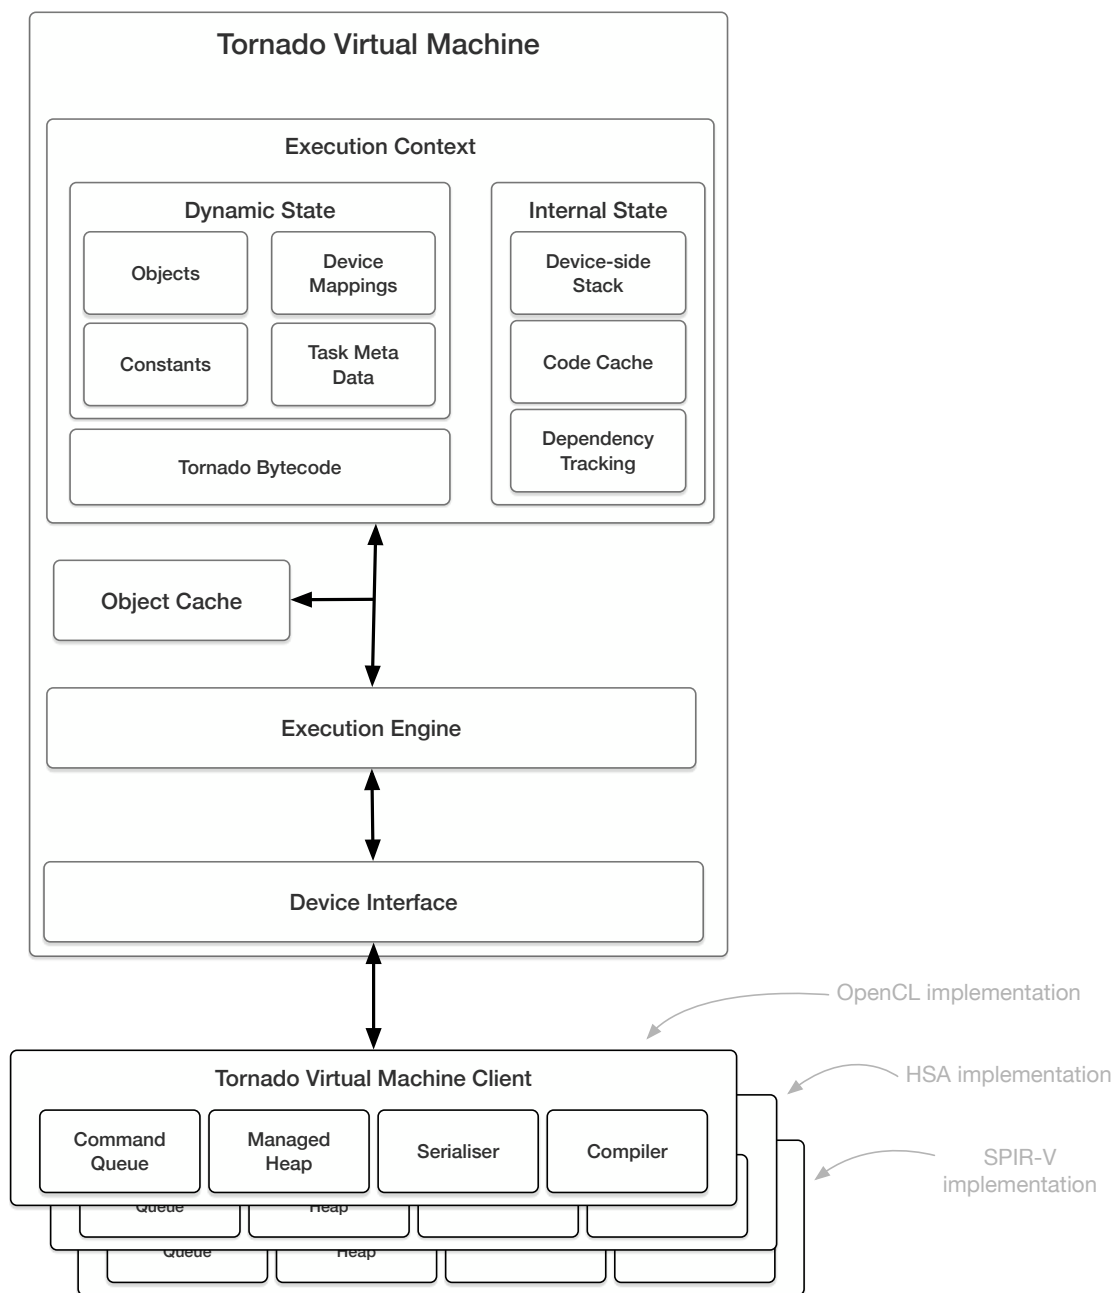 Tornado Virtual Machine
Execution Context
Dynamic State
Internal State
Objects
Device
Mappings
Device-side
Stack
Constants
Task Meta
Data
Code Cache
Tornado Bytecode
Dependency
Tracking
Object Cache
Execution Engine
Device Interface
OpenCL implementation
Tornado Virtual Machine Client
HSA implementation
Command
Queue
Managed
Heap
Serialiser
Compiler
SPIR-V
implementation
Queue
Heap
Queue
Heap